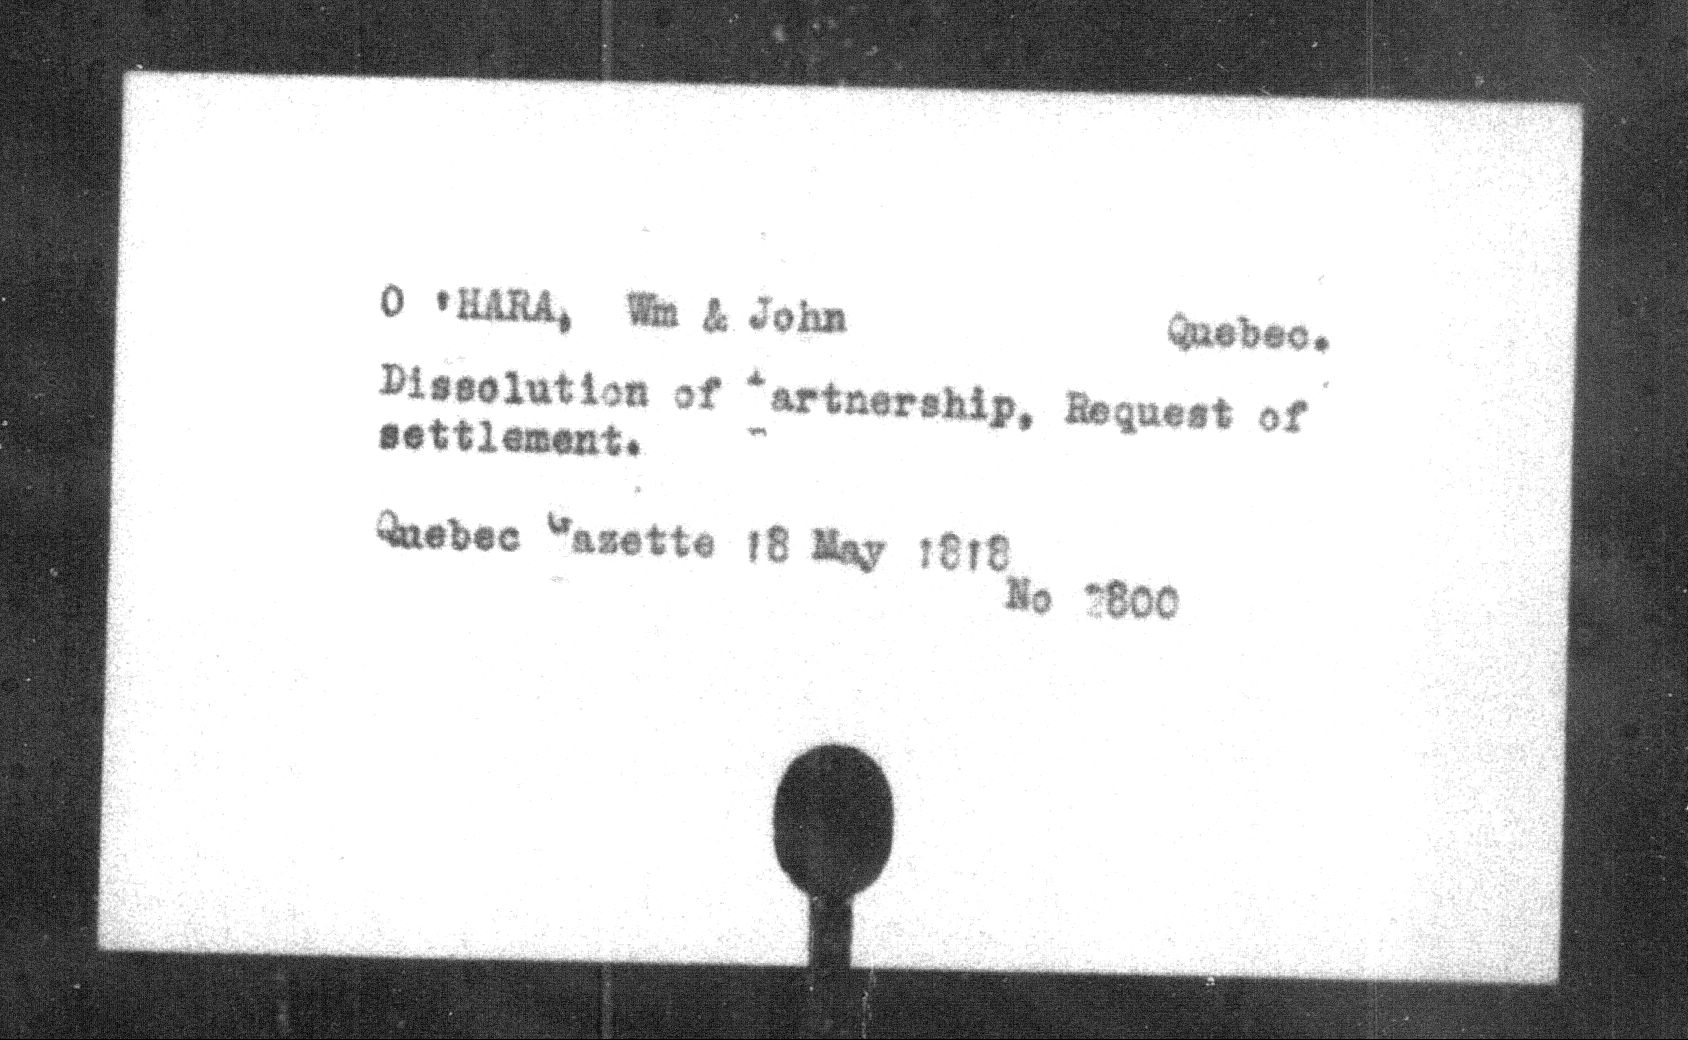 O 'HARA, Wm & John Quebec.
Dissolution of Partnership, Request of
settlement.
Quebec Gazette 18 May 1818
No 2800